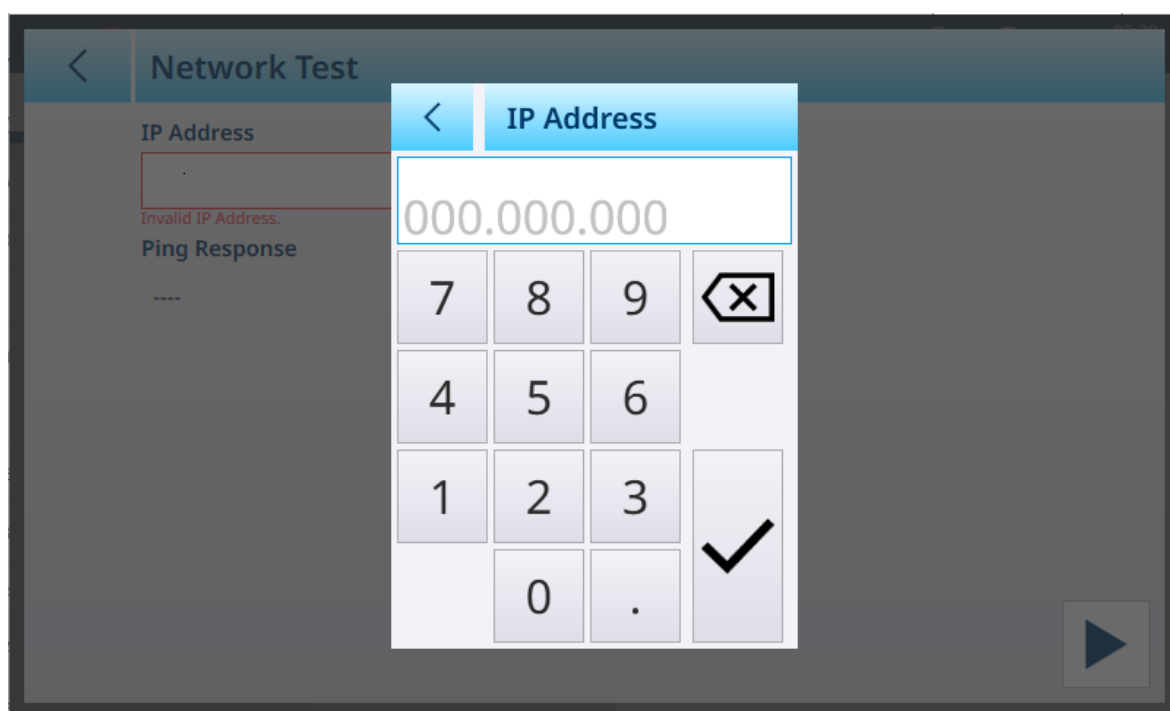 Network Test
IP Address
.
Invalid IP Address.
Ping Response
----
IP Address
000.000.000
7 8 9
4 5 6
1 2 3
0 .